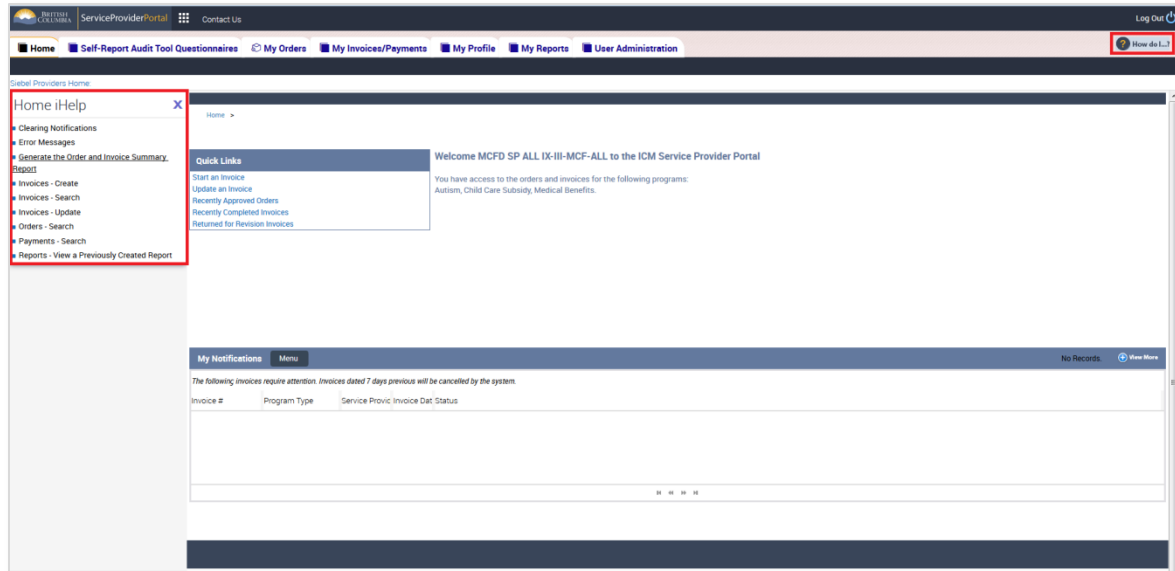 BRITISH COLUMBIA ServiceProviderPortal Contact Us Log Out
Home Self-Report Audit Tool Questionnaires My Orders My Invoices/Payments My Profile My Reports User Administration ? How do I...?
Siebel Providers Home:
Home iHelp X
Clearing Notifications
Error Messages
Generate the Order and Invoice Summary
Report
Invoices - Create
Invoices - Search
Invoices - Update
Orders - Search
Payments - Search
Reports - View a Previously Created Report
Home >
Quick Links
Start an Invoice
Update an Invoice
Recently Approved Orders
Recently Completed Invoices
Returned for Revision Invoices
Welcome MCFD SP ALL IX-III-MCF-ALL to the ICM Service Provider Portal
You have access to the orders and invoices for the following programs:
Autism, Child Care Subsidy, Medical Benefits.
My Notifications Menu No Records. View More
The following invoices require attention. Invoices dated 7 days previous will be cancelled by the system.
Invoice # Program Type Service Provic Invoice Dat Status